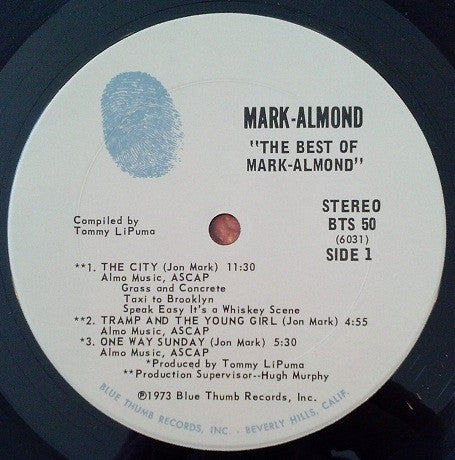 MARK-ALMOND
"THE BEST OF
MARK-ALMOND"
Compiled by
Tommy LiPuma
STEREO
BTS 50
(6031)
SIDE 1
**1. THE CITY (Jon Mark) 11:30
Almo Music, ASCAP
Grass and Concrete
Taxi to Brooklyn
Speak Easy It's a Whiskey Scene
**2. TRAMP AND THE YOUNG GIRL (Jon Mark) 4:55
Almo Music, ASCAP
*3. ONE WAY SUNDAY (Jon Mark) 5:30
Almo Music, ASCAP
*Produced by Tommy LiPuma
**Production Supervisor--Hugh Murphy
℗1973 Blue Thumb Records, Inc.
BLUE THUMB RECORDS, INC. - BEVERLY HILLS, CALIF.